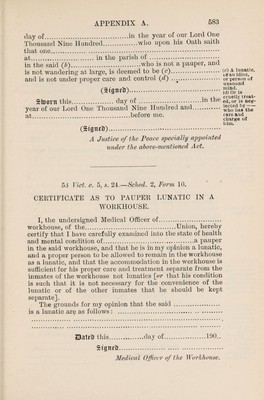 APPENDIX A. 583
day of..............................in the year of our Lord One
Thousand Nine Hundred..............who upon his Oath saith
that one..............................
at....................in the parish of....................
in the said (b)....................who is not a pauper, and
is not wandering at large, is deemed to be (c)..............
and is not under proper care and control (d) ..............
(c) A lunatic,
or an idiot,
or person of
unsound
mind.
(d) Or is
cruelly treat-
ed, or is neg-
lected by ——
who has the
care and
charge of
him.
(Signed)..............................
Sworn this..............day of....................in the
year of our Lord One Thousand Nine Hundred and..........
at..............................before me.
(Signed)..............................
A Justice of the Peace specially appointed
under the above-mentioned Act.
53 Vict. c. 5, s. 24.—Sched. 2, Form 10.
CERTIFICATE AS TO PAUPER LUNATIC IN A
WORKHOUSE.
I, the undersigned Medical Officer of....................
workhouse, of the..............................Union, hereby
certify that I have carefully examined into the state of health
and mental condition of..............................a pauper
in the said workhouse, and that he is in my opinion a lunatic,
and a proper person to be allowed to remain in the workhouse
as a lunatic, and that the accommodation in the workhouse is
sufficient for his proper care and treatment separate from the
inmates of the workhouse not lunatics [or that his condition
is such that it is not necessary for the convenience of the
lunatic or of the other inmates that he should be kept
separate].
The grounds for my opinion that the said ....................
is a lunatic are as follows : ..............................
Dated this..............day of....................190..
Signed..............................
Medical Officer of the Workhouse.